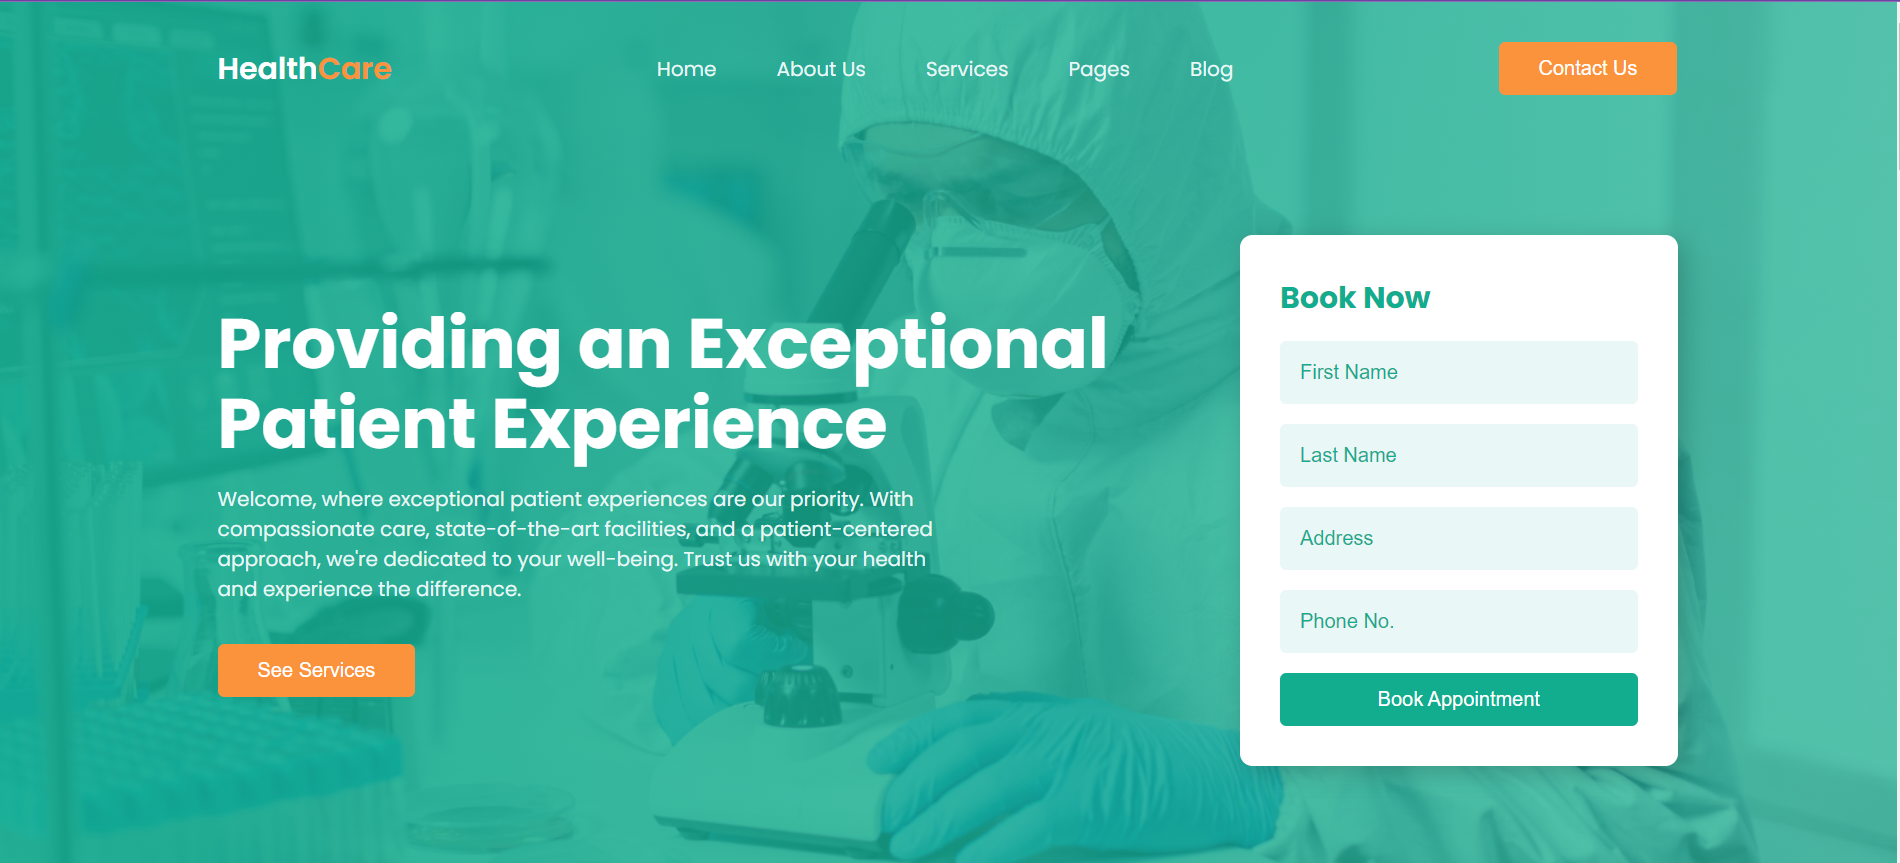 HealthCare
Home
About Us
Services
Pages
Blog
Contact Us
Providing an Exceptional
Patient Experience
Welcome, where exceptional patient experiences are our priority. With
compassionate care, state-of-the-art facilities, and a patient-centered
approach, we're dedicated to your well-being. Trust us with your health
and experience the difference.
See Services
Book Now
First Name
Last Name
Address
Phone No.
Book Appointment